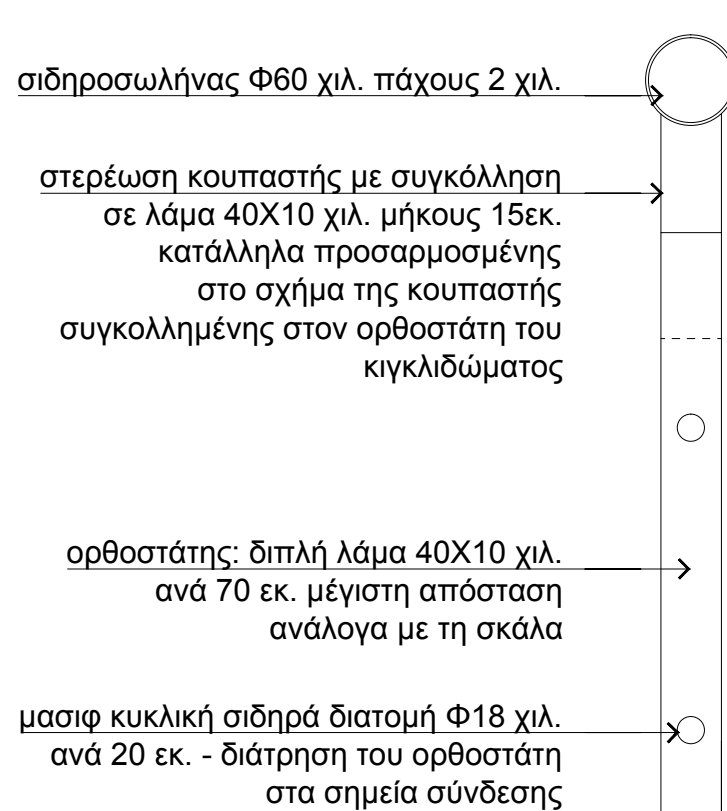 σιδηροσωλήνας Φ60 χιλ. πάχους 2 χιλ.
στερέωση κουπαστής με συγκόλληση
σε λάμα 40Χ10 χιλ. μήκους 15εκ.
κατάλληλα προσαρμοσμένης
στο σχήμα της κουπαστής
συγκολλημένης στον ορθοστάτη του
κιγκλιδώματος
ορθοστάτης: διπλή λάμα 40Χ10 χιλ.
ανά 70 εκ. μέγιστη απόσταση
ανάλογα με τη σκάλα
μασιφ κυκλική σιδηρά διατομή Φ18 χιλ.
ανά 20 εκ. - διάτρηση του ορθοστάτη
στα σημεία σύνδεσης